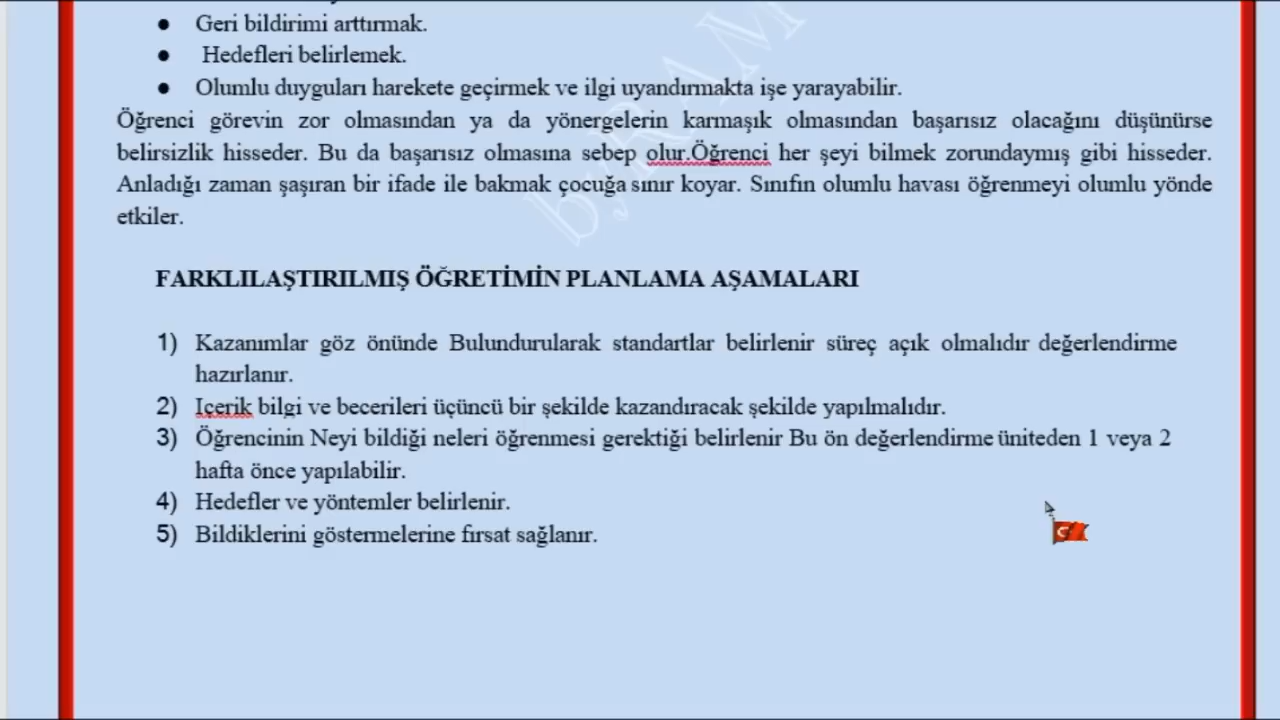 ● Geri bildirimi arttırmak.
● Hedefleri belirlemek.
● Olumlu duyguları harekete geçirmek ve ilgi uyandırmakta işe yarayabilir.
Öğrenci görevin zor olmasından ya da yönergelerin karmaşık olmasından başarısız olacağını düşünürse
belirsizlik hisseder. Bu da başarısız olmasına sebep olur.Öğrenci her şeyi bilmek zorundaymış gibi hisseder.
Anladığı zaman şaşıran bir ifade ile bakmak çocuğa sınır koyar. Sınıfın olumlu havası öğrenmeyi olumlu yönde
etkiler.
FARKLILAŞTIRILMIŞ ÖĞRETİMİN PLANLAMA AŞAMALARI
1) Kazanımlar göz önünde Bulundurularak standartlar belirlenir süreç açık olmalıdır değerlendirme
hazırlanır.
2) Içerik bilgi ve becerileri üçüncü bir şekilde kazandıracak şekilde yapılmalıdır.
3) Öğrencinin Neyi bildiği neleri öğrenmesi gerektiği belirlenir Bu ön değerlendirme üniteden 1 veya 2
hafta önce yapılabilir.
4) Hedefler ve yöntemler belirlenir.
5) Bildiklerini göstermelerine fırsat sağlanır.